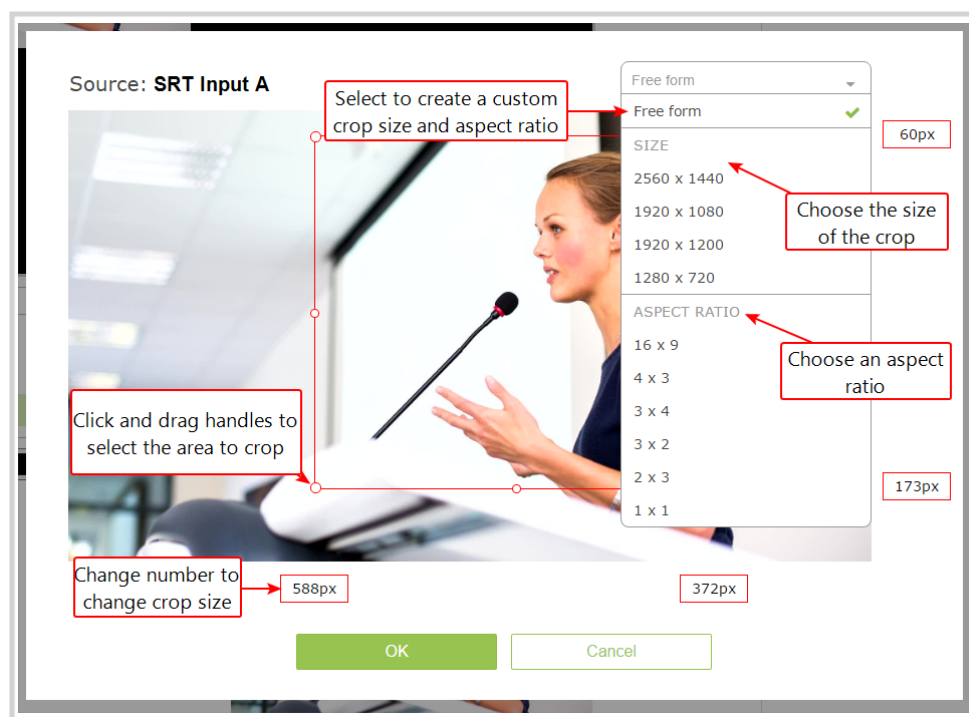 Source: SRT Input A
Free form
Select to create a custom
crop size and aspect ratio
Free form
60px
SIZE
2560 x 1440
1920 x 1080
Choose the size
of the crop
1920 x 1200
1280 x 720
ASPECT RATIO
16 x 9
Choose an aspect
ratio
4 x 3
3 x 4
Click and drag handles to
select the area to crop
3 x 2
2 x 3
173px
1 x 1
Change number to
change crop size
588px
372px
OK
Cancel